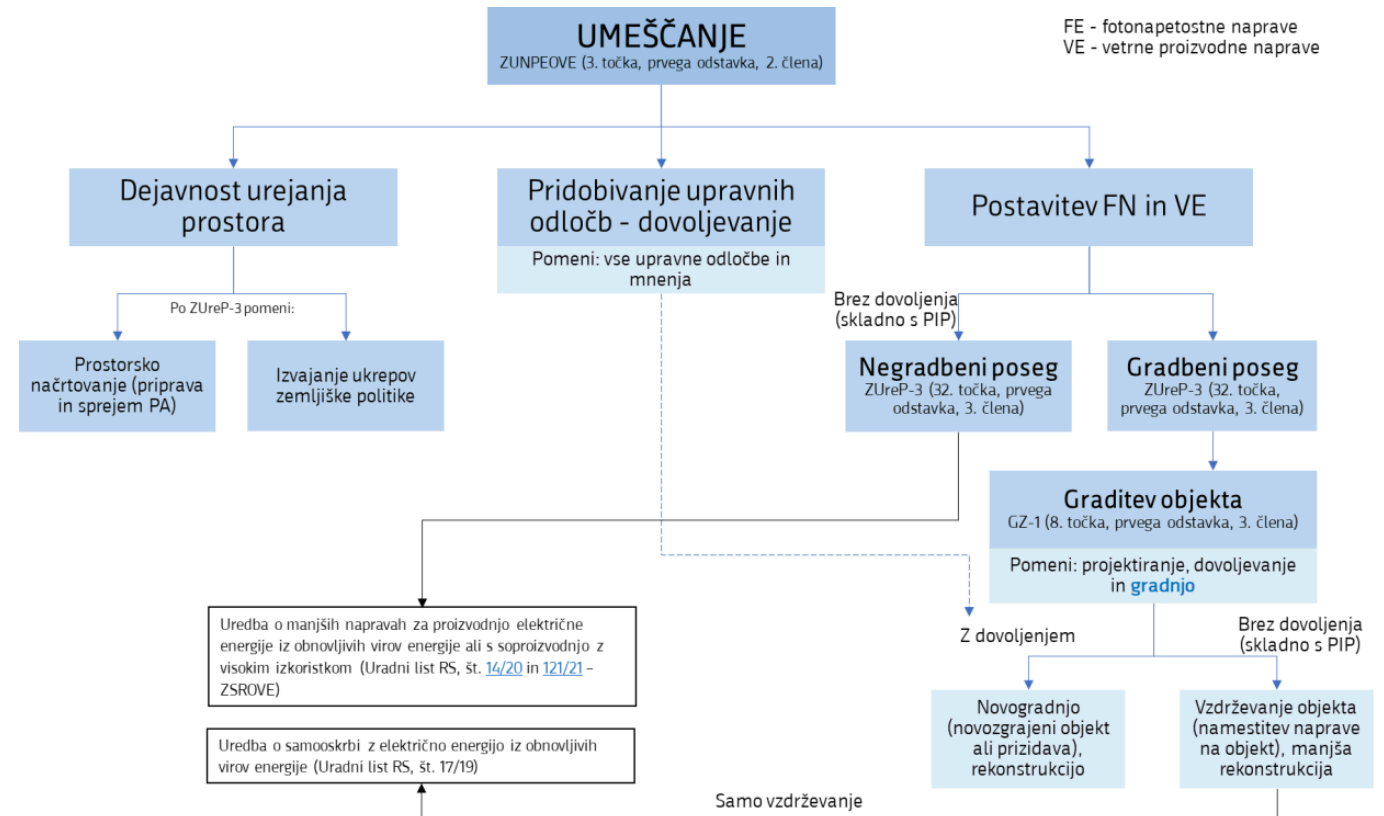 UMEŠČANJE
ZUNPEOVE (3. točka, prvega odstavka, 2. člena)
FE - fotonapetostne naprave
VE - vetrne proizvodne naprave
Dejavnost urejanja
prostora
Pridobivanje upravnih
odločb - dovoljevanje
Pomeni: vse upravne odločbe in
mnenja
Postavitev FN in VE
Po ZUreP-3 pomeni:
Brez dovoljenja
(skladno s PIP)
Prostorsko
načrtovanje (priprava
in sprejem PA)
Izvajanje ukrepov
zemljiške politike
Negradbeni poseg
ZUreP-3 (32. točka, prvega
odstavka, 3. člena)
Gradbeni poseg
ZUreP-3 (32. točka,
prvega odstavka, 3. člena)
Graditev objekta
GZ-1 (8. točka, prvega odstavka, 3. člena)
Pomeni: projektiranje, dovoljevanje
in gradnjo
Uredba o manjših napravah za proizvodnjo električne
energije iz obnovljivih virov energije ali s soproizvodnjo z
visokim izkoristkom (Uradni list RS, št. 14/20 in 121/21 –
ZSROVE)
Z dovoljenjem
Brez dovoljenja
(skladno s PIP)
Novogradnjo
(novozgrajeni objekt
ali prizidava),
rekonstrukcijo
Vzdrževanje objekta
(namestitev naprave
na objekt), manjša
rekonstrukcija
Uredba o samooskrbi z električno energijo iz obnovljivih
virov energije (Uradni list RS, št. 17/19)
Samo vzdrževanje